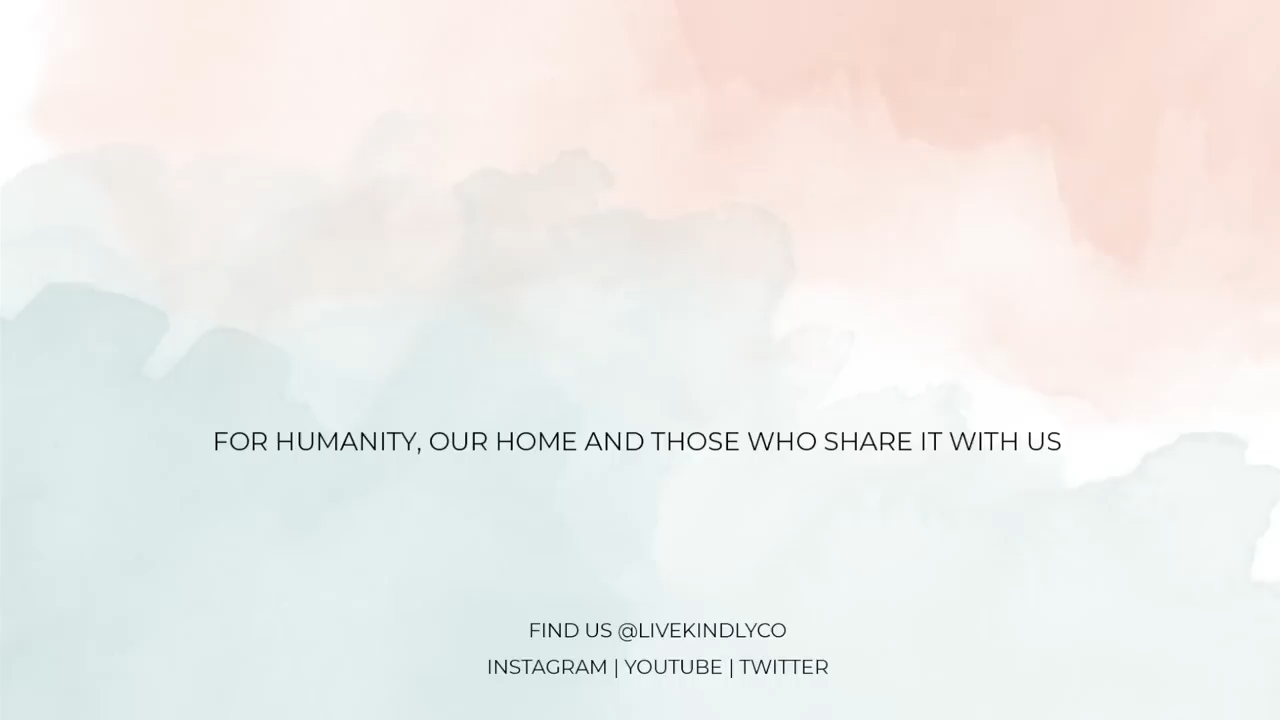 FOR HUMANITY, OUR HOME AND THOSE WHO SHARE IT WITH US
FIND US @LIVEKINDLYCO
INSTAGRAM | YOUTUBE | TWITTER